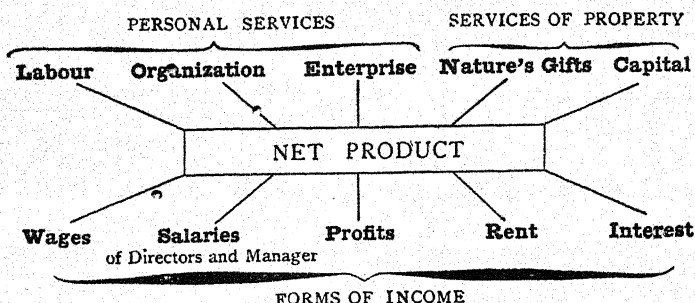 PERSONAL SERVICES SERVICES OF PROPERTY
Labour Organization Enterprise Nature's Gifts Capital
NET PRODUCT
Wages Salaries Profits Rent Interest
of Directors and Manager
FORMS OF INCOME